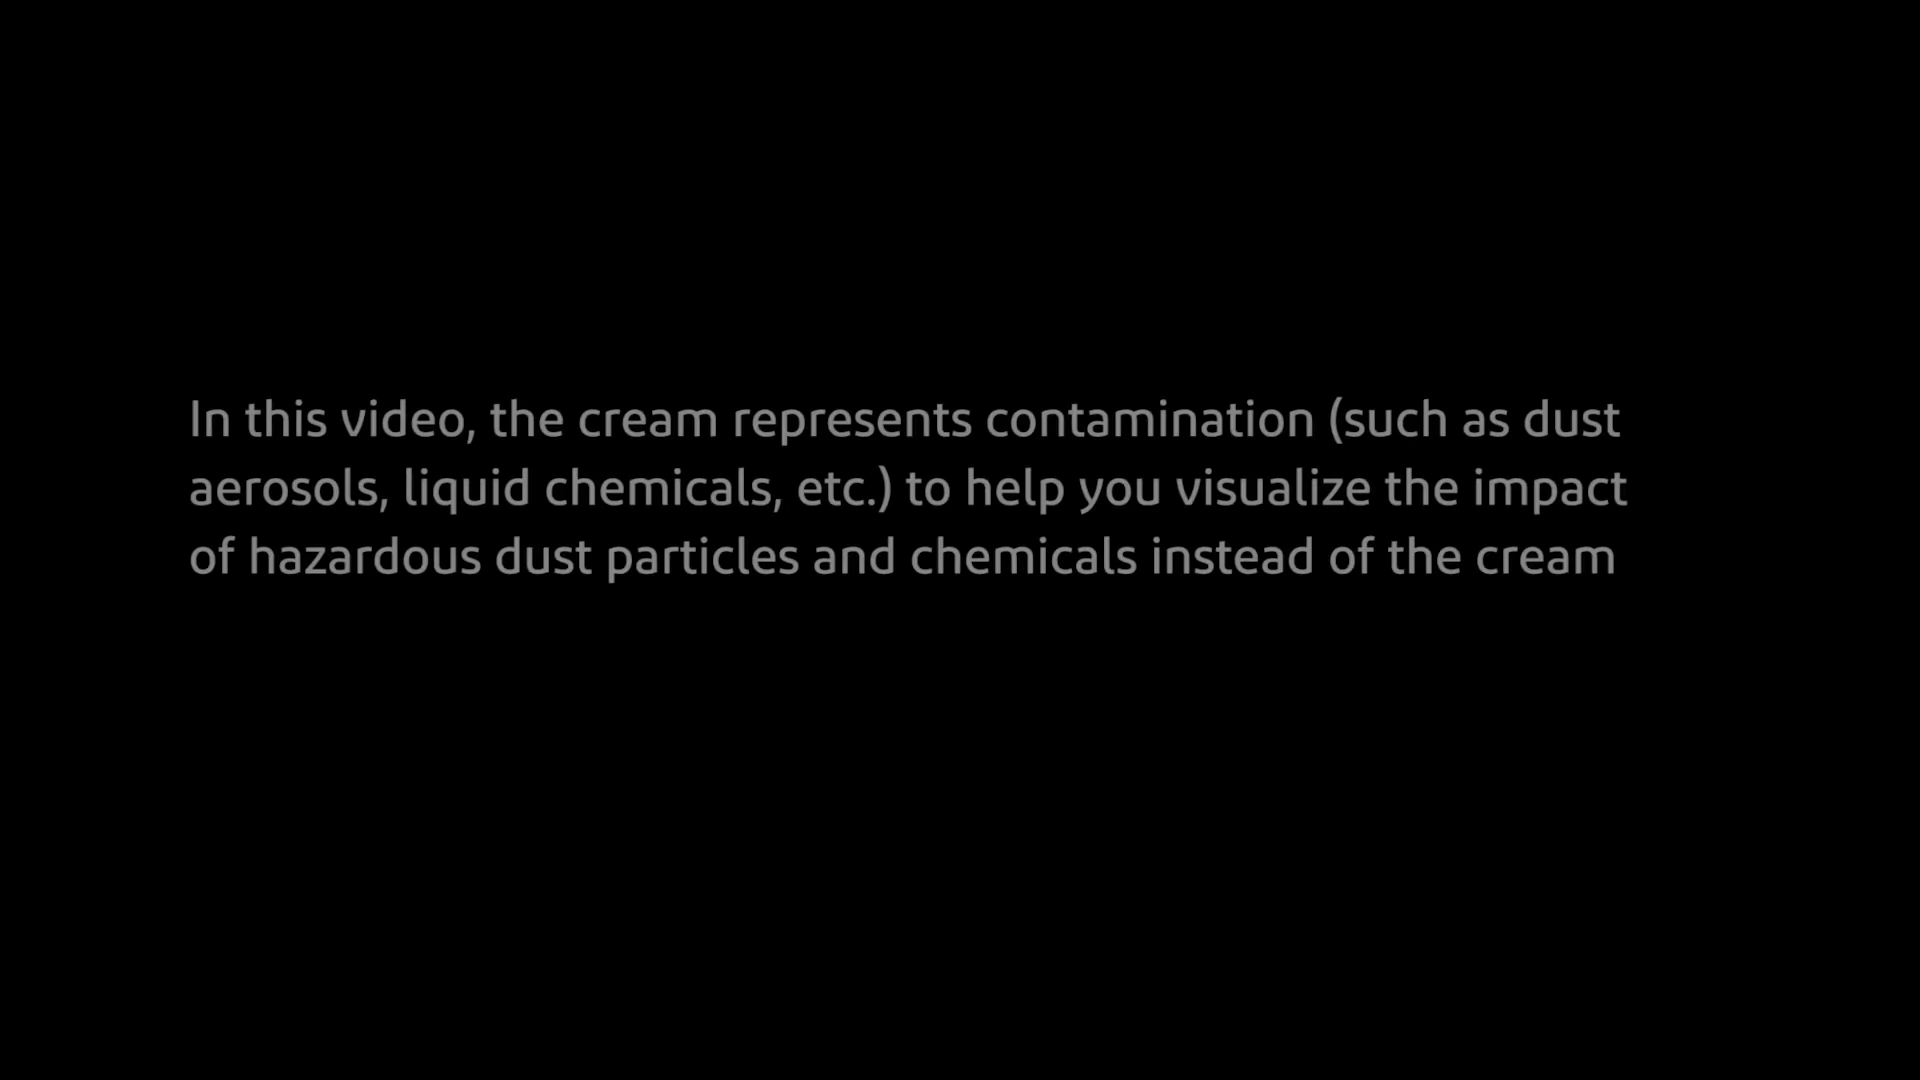 In this video, the cream represents contamination (such as dust
aerosols, liquid chemicals, etc.) to help you visualize the impact
of hazardous dust particles and chemicals instead of the cream